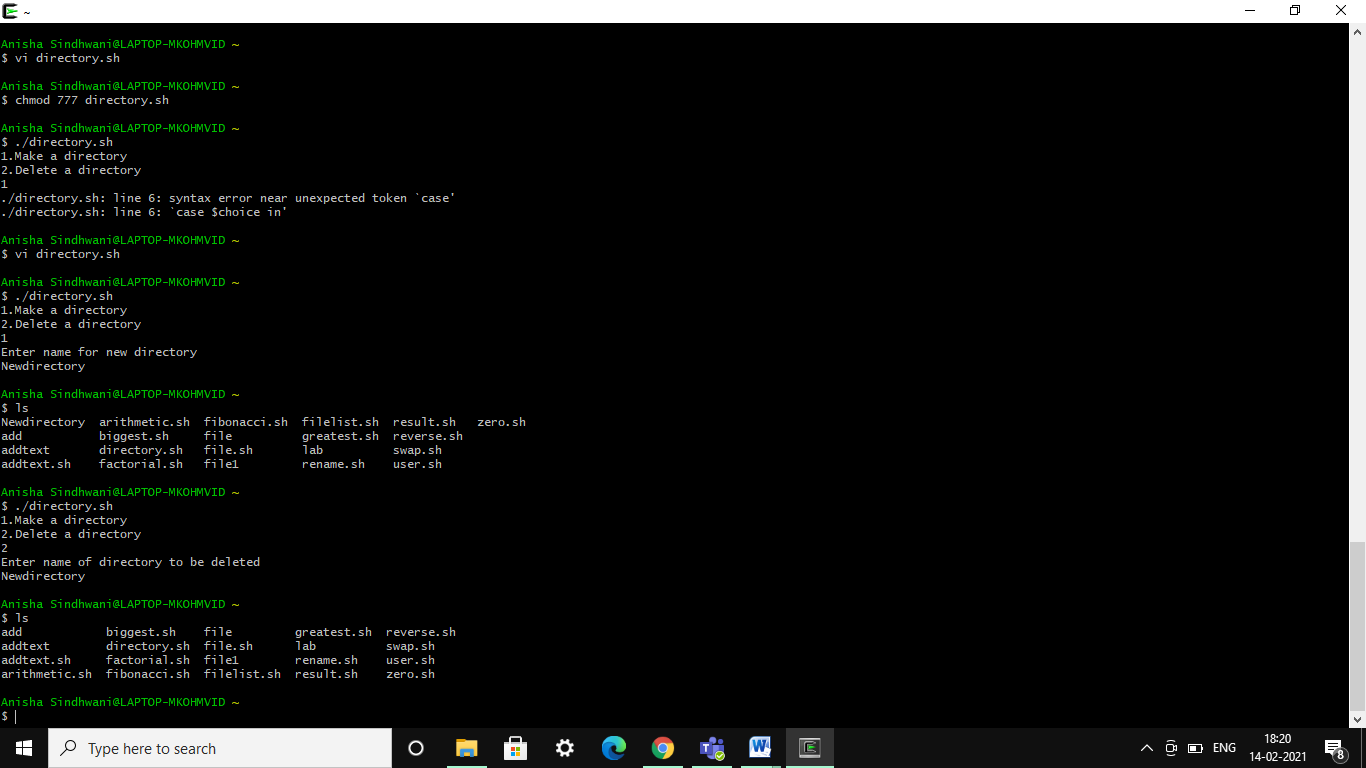 ~
Anisha Sindhwani@LAPTOP-MKOHMVID ~
$ vi directory.sh
Anisha Sindhwani@LAPTOP-MKOHMVID ~
$ chmod 777 directory.sh
Anisha Sindhwani@LAPTOP-MKOHMVID ~
$ ./directory.sh
1.Make a directory
2.Delete a directory
1
./directory.sh: line 6: syntax error near unexpected token `case'
./directory.sh: line 6: `case $choice in'
Anisha Sindhwani@LAPTOP-MKOHMVID ~
$ vi directory.sh
Anisha Sindhwani@LAPTOP-MKOHMVID ~
$ ./directory.sh
1.Make a directory
2.Delete a directory
1
Enter name for new directory
Newdirectory
Anisha Sindhwani@LAPTOP-MKOHMVID ~
$ ls
Newdirectory  arithmetic.sh  fibonacci.sh  filelist.sh  result.sh   zero.sh
add           biggest.sh     file          greatest.sh  reverse.sh
addtext       directory.sh   file.sh       lab          swap.sh
addtext.sh    factorial.sh   file1         rename.sh    user.sh
Anisha Sindhwani@LAPTOP-MKOHMVID ~
$ ./directory.sh
1.Make a directory
2.Delete a directory
2
Enter name of directory to be deleted
Newdirectory
Anisha Sindhwani@LAPTOP-MKOHMVID ~
$ ls
add            biggest.sh    file         greatest.sh  reverse.sh
addtext        directory.sh  file.sh      lab          swap.sh
addtext.sh     factorial.sh  file1        rename.sh    user.sh
arithmetic.sh  fibonacci.sh  filelist.sh  result.sh    zero.sh
Anisha Sindhwani@LAPTOP-MKOHMVID ~
$
Type here to search
ENG
18:20
14-02-2021
8